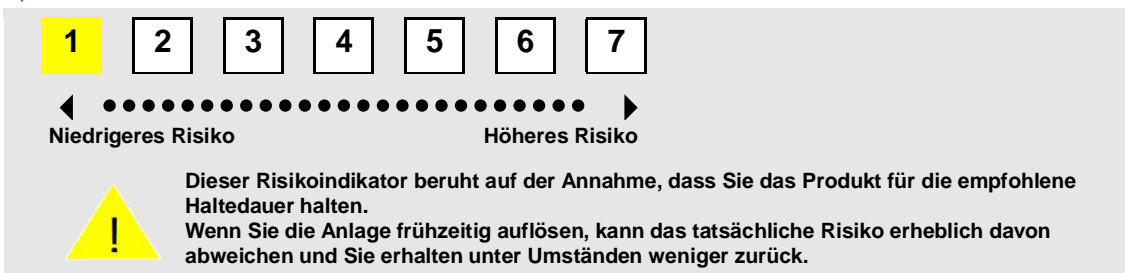 1 2 3 4 5 6 7
Niedrigeres Risiko Höheres Risiko
Dieser Risikoindikator beruht auf der Annahme, dass Sie das Produkt für die empfohlene
Haltedauer halten.
Wenn Sie die Anlage frühzeitig auflösen, kann das tatsächliche Risiko erheblich davon
abweichen und Sie erhalten unter Umständen weniger zurück.
!